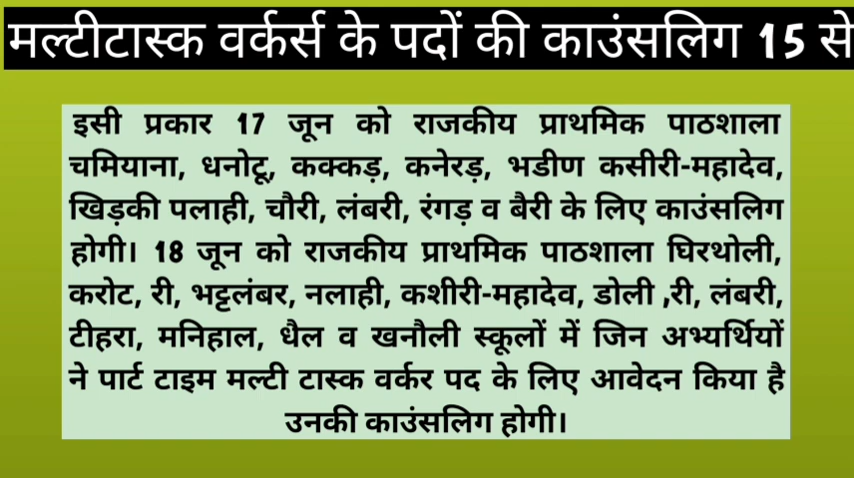 मल्टीटास्क वर्कर्स के पदों की काउंसलिग 15 से
इसी प्रकार 17 जून को राजकीय प्राथमिक पाठशाला
चमियाना, धनोटू, कक्कड़, कनेरड़, भडीण कसीरी-महादेव,
खिड़की पलाही, चौरी, लंबरी, रंगड़ व बैरी के लिए काउंसलिग
होगी। 18 जून को राजकीय प्राथमिक पाठशाला घिरथोली,
करोट, री, भट्टलंबर, नलाही, कशीरी-महादेव, डोली ,री, लंबरी,
टीहरा, मनिहाल, धैल व खनौली स्कूलों में जिन अभ्यर्थियों
ने पार्ट टाइम मल्टी टास्क वर्कर पद के लिए आवेदन किया है
उनकी काउंसलिग होगी।